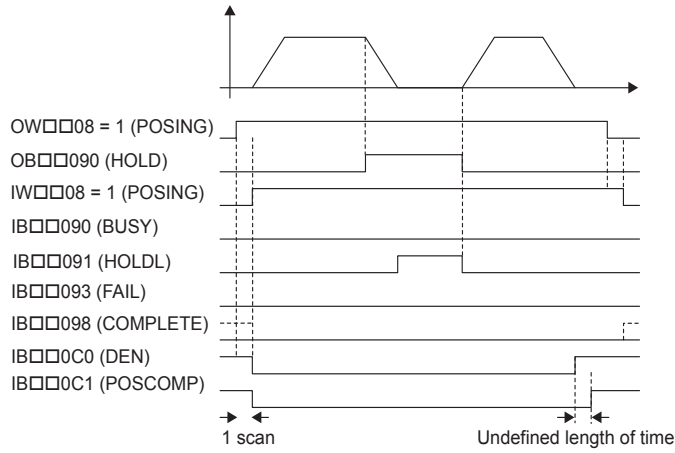 OW□□08 = 1 (POSING)
OB□□090 (HOLD)
IW□□08 = 1 (POSING)
IB□□090 (BUSY)
IB□□091 (HOLDL)
IB□□093 (FAIL)
IB□□098 (COMPLETE)
IB□□0C0 (DEN)
IB□□0C1 (POSCOMP)
1 scan Undefined length of time